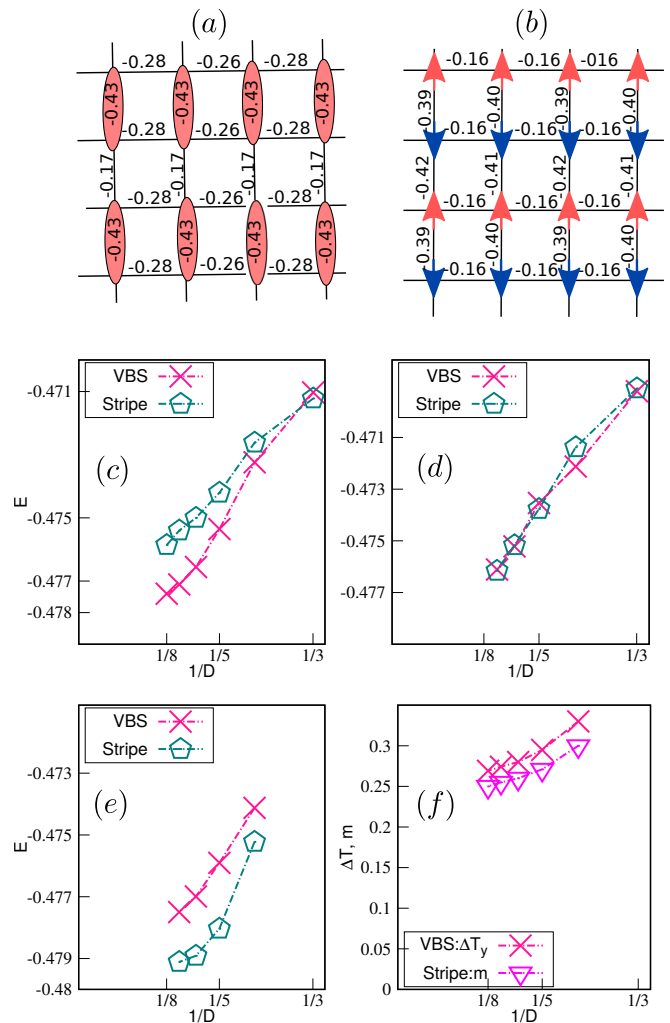 (a) (b)
-0.28 -0.26 -0.28 -0.16 -0.16 -016
-0.43 -0.43 -0.43 -0.43 -0.39 -0.40 -0.39 -0.40
-0.28 -0.26 -0.28 -0.16 -0.16 -0.16
-0.17 -0.17 -0.17 -0.17 -0.42 -0.41 -0.42 -0.41
-0.28 -0.26 -0.28 -0.16 -0.16 -0.16
-0.43 -0.43 -0.43 -0.43 -0.39 -0.40 -0.39 -0.40
-0.28 -0.26 -0.28 -0.16 -0.16 -0.16
VBS
Stripe
(c)
E
-0.471
-0.475
-0.477
-0.478
1/8 1/5 1/3
1/D
VBS
Stripe
(d)
-0.471
-0.473
-0.475
-0.477
1/8 1/5 1/3
1/D
VBS
Stripe
(e)
E
-0.473
-0.475
-0.477
-0.479
-0.48
1/8 1/5 1/3
1/D
(f)
ΔT, m
0.3
0.25
0.2
0.15
0.1
0.05
0
VBS:ΔTy
Stripe:m
1/8 1/5 1/3
1/D